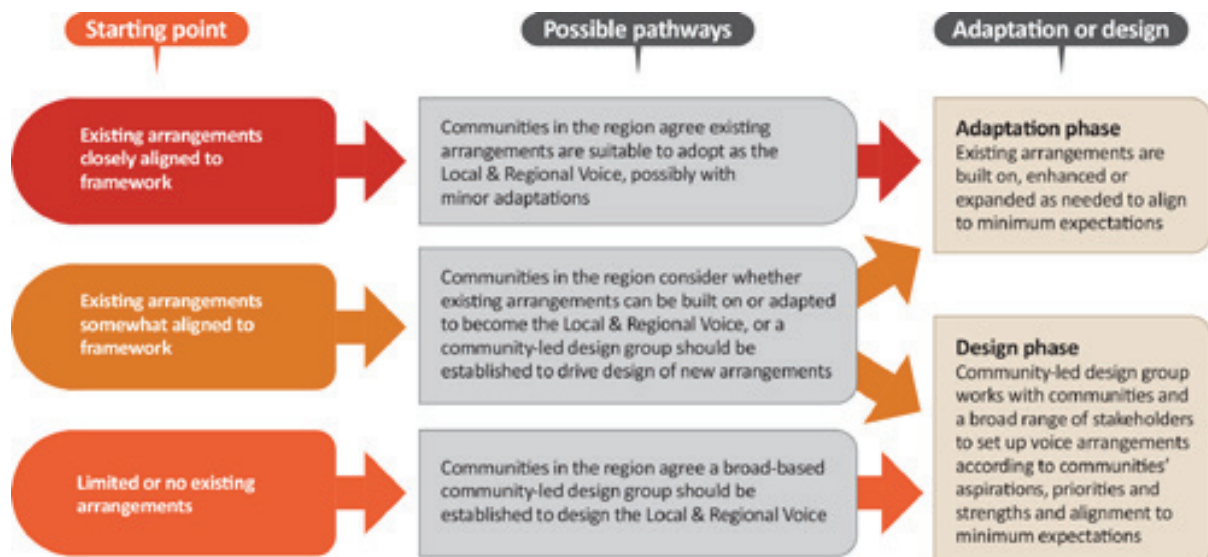 Starting point
Possible pathways
Adaptation or design
Existing arrangements
closely aligned to
framework
Communities in the region agree existing
arrangements are suitable to adopt as the
Local & Regional Voice, possibly with
minor adaptations
Adaptation phase
Existing arrangements are
built on, enhanced or
expanded as needed to align
to minimum expectations
Existing arrangements
somewhat aligned to
framework
Communities in the region consider whether
existing arrangements can be built on or adapted
to become the Local & Regional Voice, or a
community-led design group should be
established to drive design of new arrangements
Design phase
Community-led design group
works with communities and
a broad range of stakeholders
to set up voice arrangements
according to communities’
aspirations, priorities and
strengths and alignment to
minimum expectations
Limited or no existing
arrangements
Communities in the region agree a broad-based
community-led design group should be
established to design the Local & Regional Voice